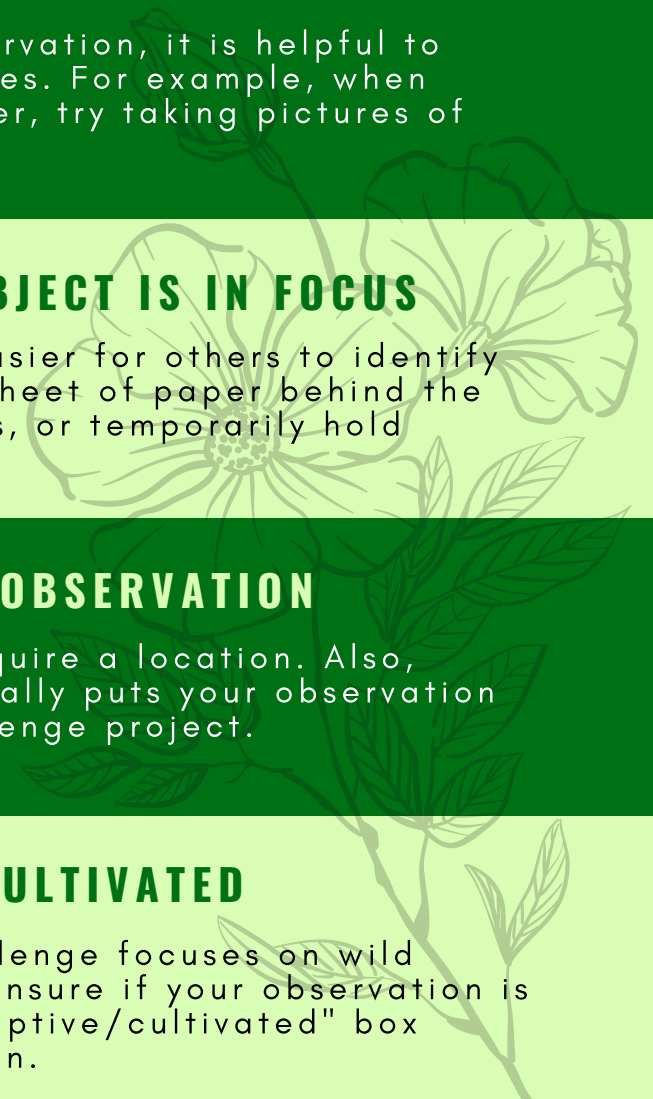 rvation, it is helpful to
es. For example, when
er, try taking pictures of
BJECT IS IN FOCUS
asier for others to identify
heet of paper behind the
s, or temporarily hold
OBSERVATION
quire a location. Also,
ally puts your observation
enge project.
ULTIVATED
lenge focuses on wild
nsure if your observation is
ptive/cultivated" box
n.